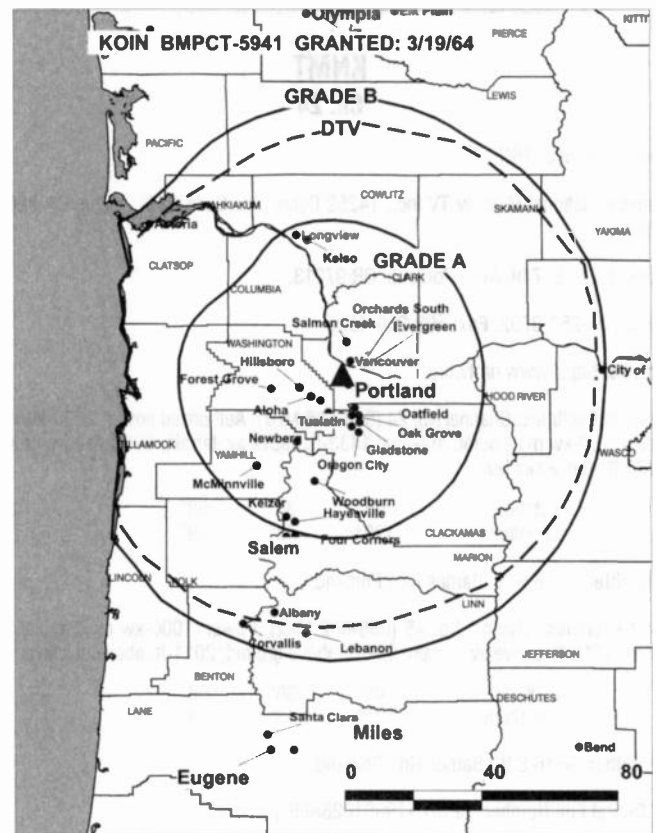 Olympia
Elk Plain
KITTI
PIERCE
KOIN BMPCT-5941 GRANTED: 3/19/64
LEWIS
GRADE B
DTV
PACIFIC
COWLITZ
WAHKIAKUM
SKAMANIA
Astoria
Longview
YAKIMA
Kelso
CLATSOP
GRADE A
CLARK
COLUMBIA
Orchards South
Salmon Creek
Evergreen
WASHINGTON
Hillsboro
Vancouver
City of
Forest Grove
Portland
HOOD RIVER
Aloha
Oatfield
Tualatin
Oak Grove
TILLAMOOK
Newberg
Gladstone
WASCO
YAMHILL
Oregon City
McMinnville
Woodburn
Keizer
Hayesville
CLACKAMAS
Salem
Four Corners
MARION
LINCOLN
POLK
LINN
Albany
Corvallis
Lebanon
JEFFERSON
BENTON
DESCHUTES
LANE
Santa Clara
Miles
Bend
Eugene
0 40 80